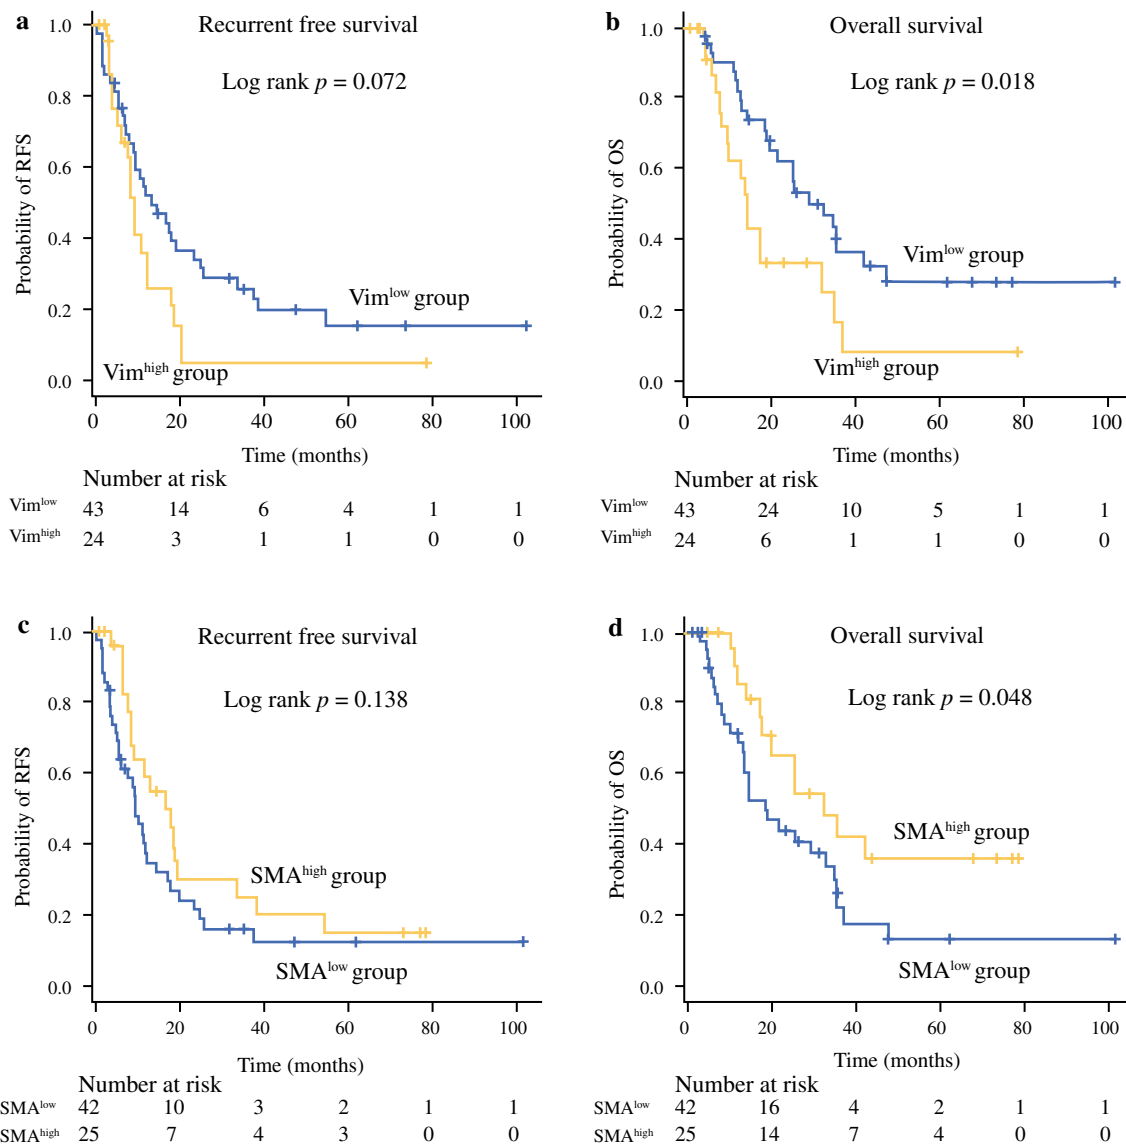 a
Recurrent free survival
Log rank p = 0.072
Probability of RFS
1.0
0.8
0.6
0.4
0.2
0.0
Vimlow group
Vimhigh group
0 20 40 60 80 100
Time (months)
Number at risk
Vimlow 43 14 6 4 1 1
Vimhigh 24 3 1 1 0 0
b
Overall survival
Log rank p = 0.018
Probability of OS
1.0
0.8
0.6
0.4
0.2
0.0
Vimlow group
Vimhigh group
0 20 40 60 80 100
Time (months)
Number at risk
Vimlow 43 24 10 5 1 1
Vimhigh 24 6 1 1 0 0
c
Recurrent free survival
Log rank p = 0.138
Probability of RFS
1.0
0.8
0.6
0.4
0.2
0.0
SMAhigh group
SMAlow group
0 20 40 60 80 100
Time (months)
Number at risk
SMAlow 42 10 3 2 1 1
SMAhigh 25 7 4 3 0 0
d
Overall survival
Log rank p = 0.048
Probability of OS
1.0
0.8
0.6
0.4
0.2
0.0
SMAhigh group
SMAlow group
0 20 40 60 80 100
Time (months)
Number at risk
SMAlow 42 16 4 2 1 1
SMAhigh 25 14 7 4 0 0